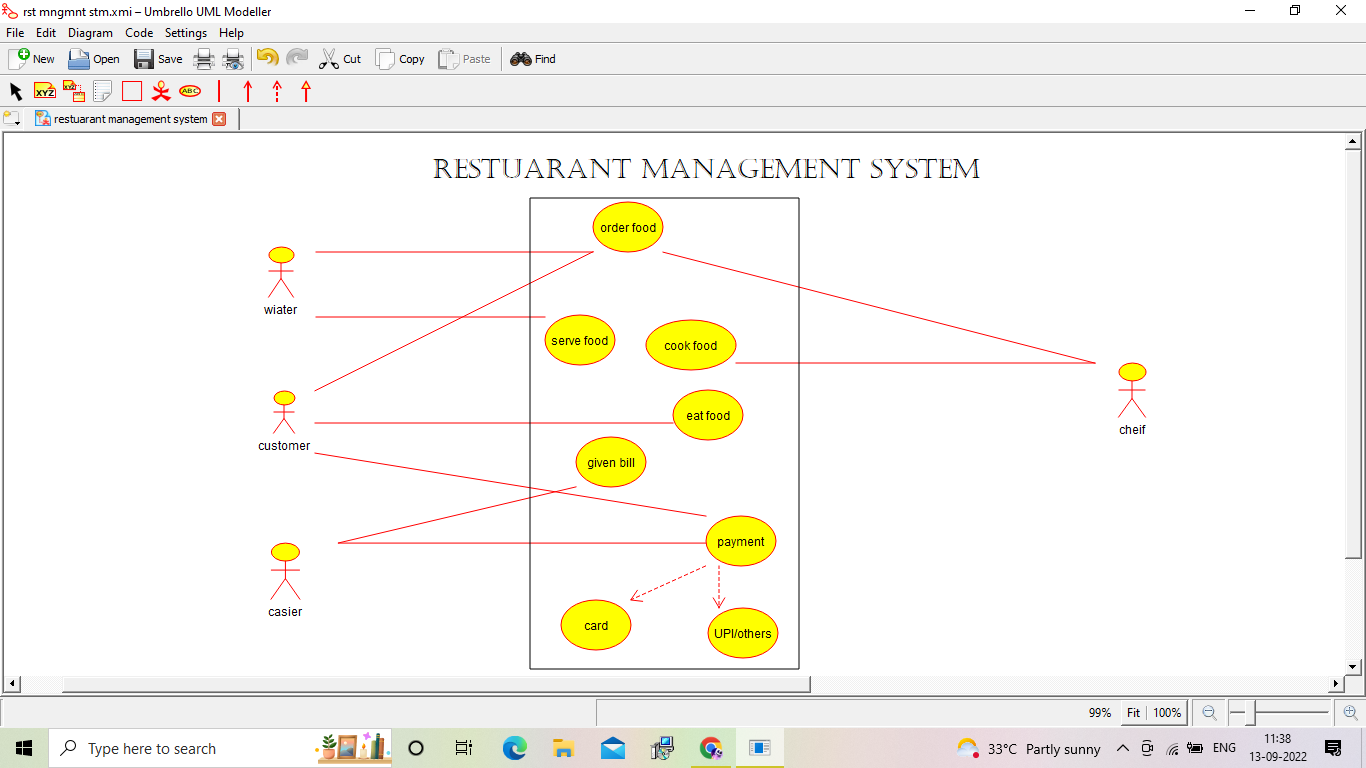 rst mngmnt stm.xmi – Umbrello UML Modeller
File Edit Diagram Code Settings Help
New Open Save Cut Copy Paste Find
XYZ XYZ ABC
restuarant management system
RESTUARANT MANAGEMENT SYSTEM
order food
wiater
serve food
cook food
eat food
cheif
customer
given bill
payment
casier
card
UPI/others
99% Fit 100%
Type here to search
33°C Partly sunny
ENG
11:38
13-09-2022